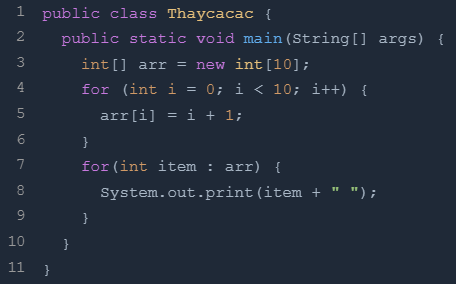 1 public class Thaycacac {
2 public static void main(String[] args) {
3 int[] arr = new int[10];
4 for (int i = 0; i < 10; i++) {
5 arr[i] = i + 1;
6 }
7 for(int item : arr) {
8 System.out.print(item + " ");
9 }
10 }
11 }